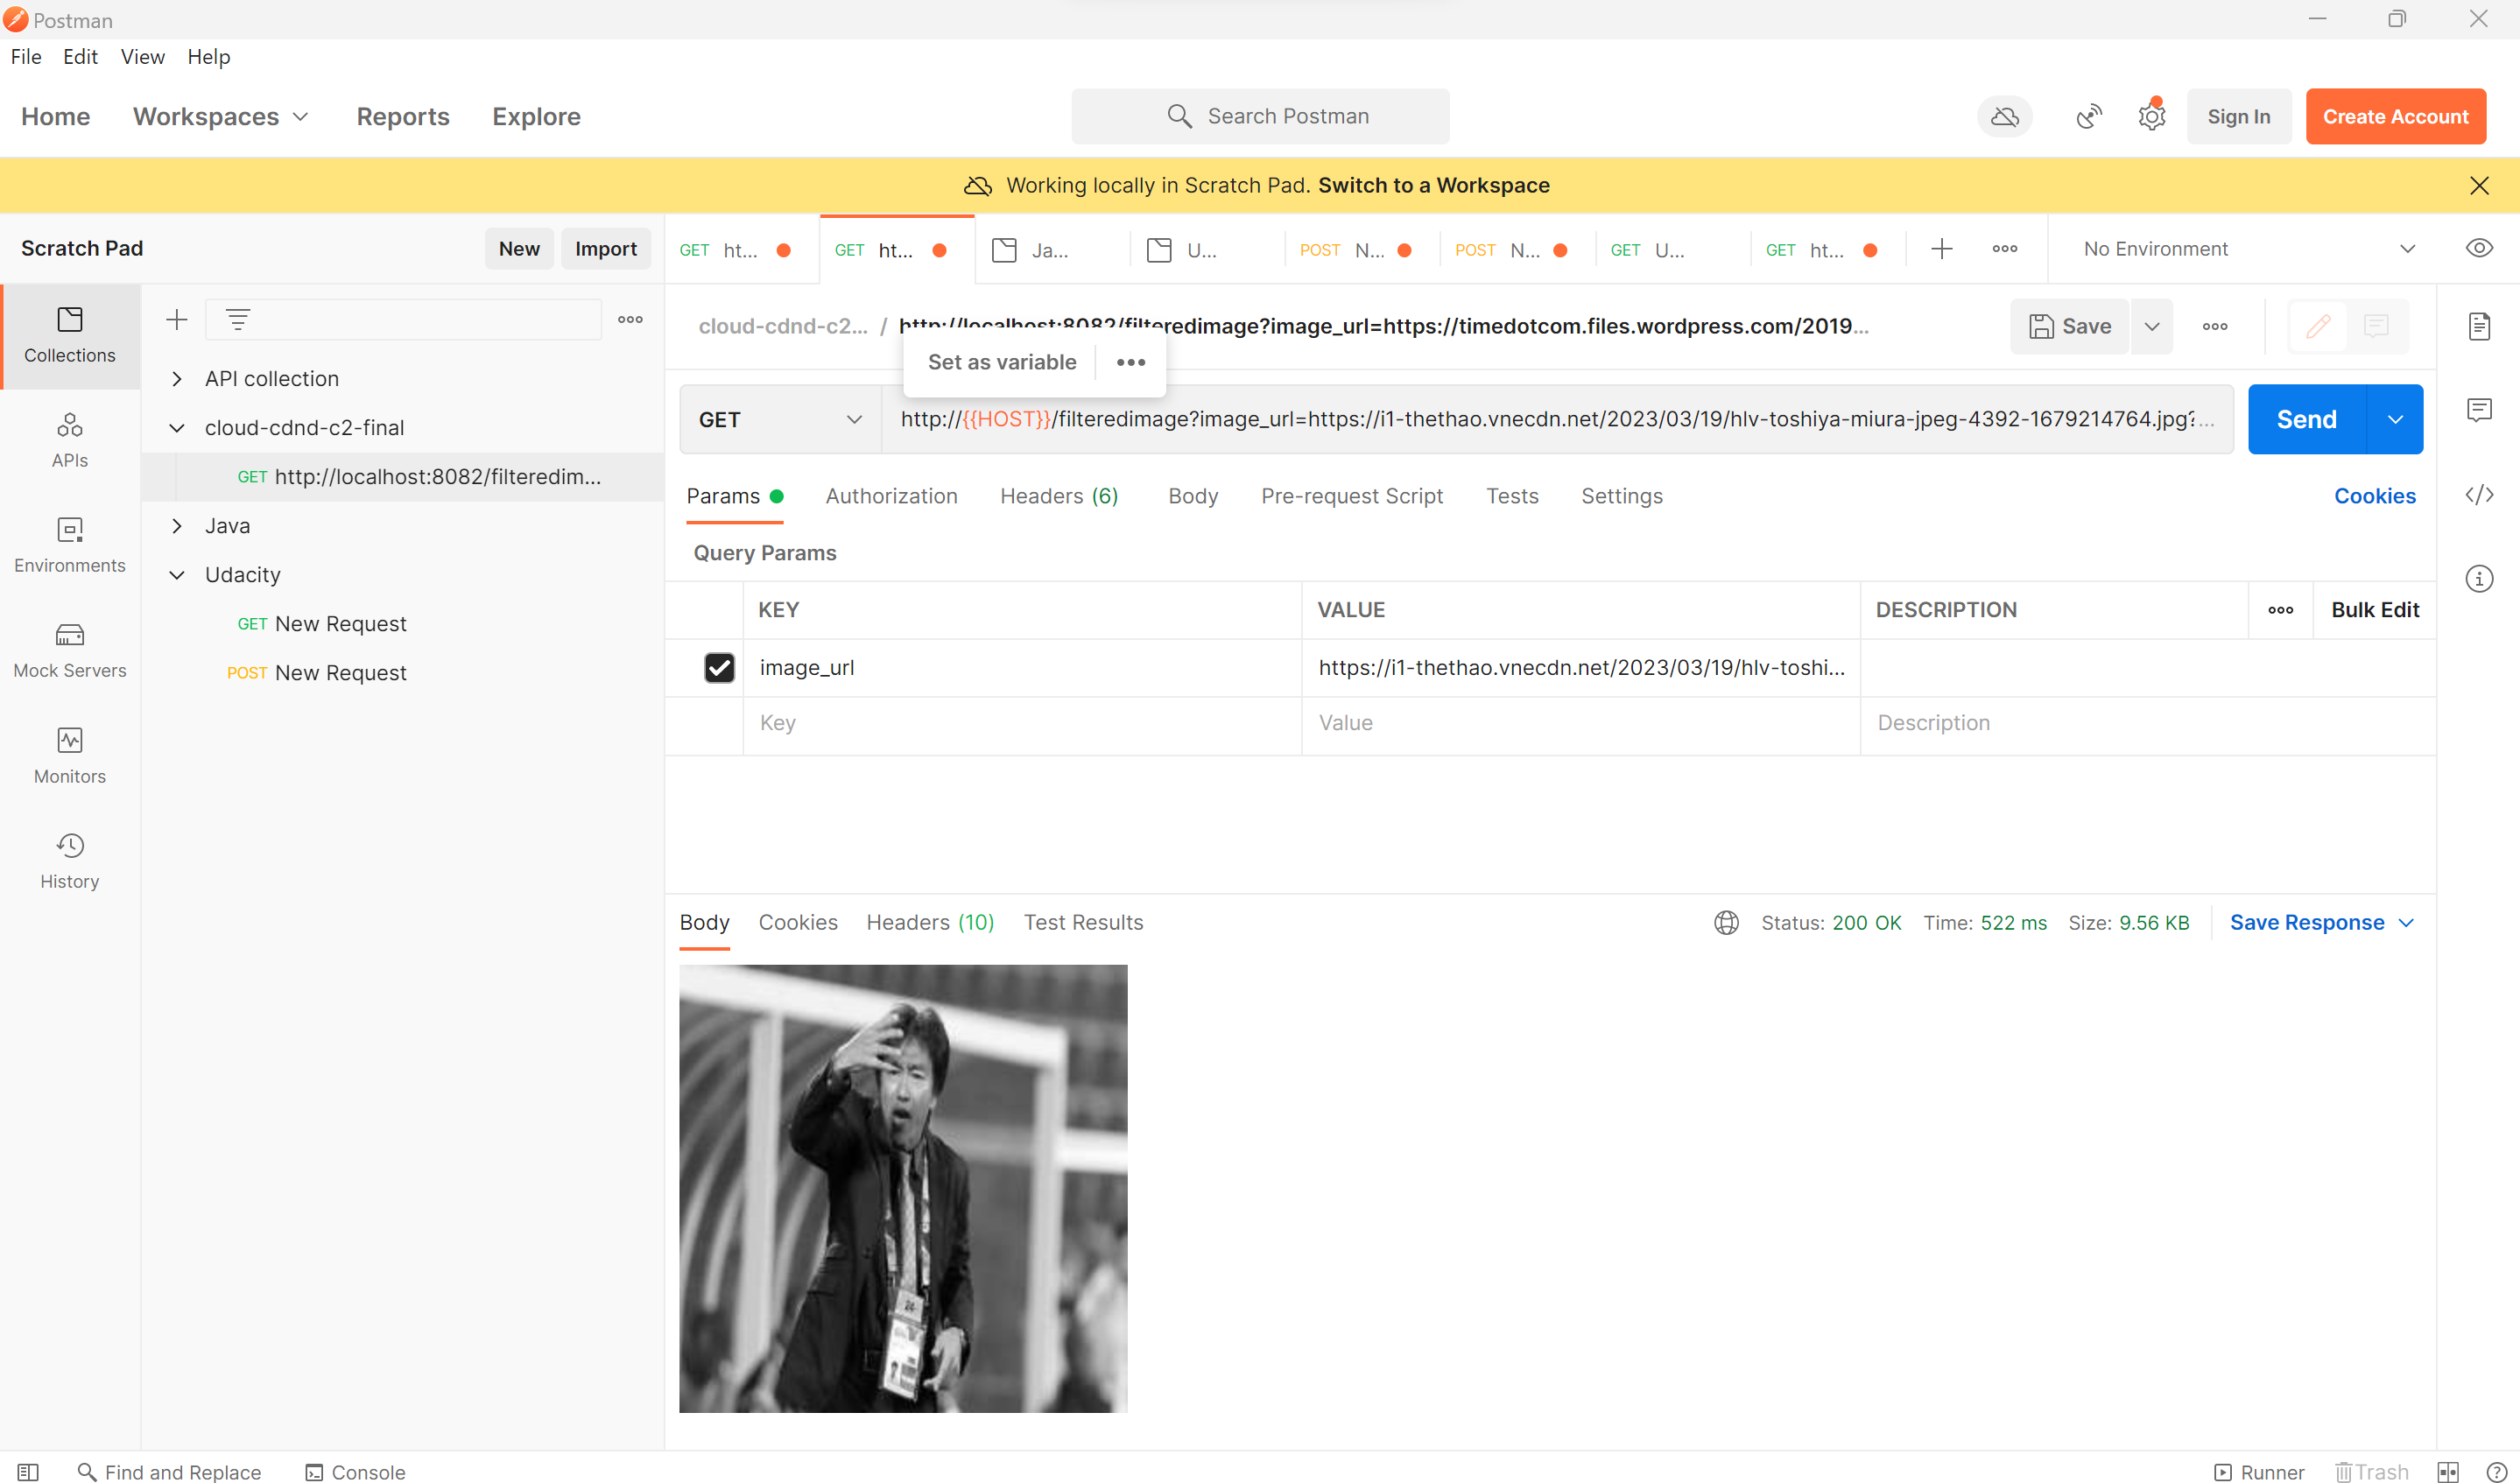 Postman
File Edit View Help
Home Workspaces Reports Explore Search Postman Sign In Create Account
Working locally in Scratch Pad. Switch to a Workspace
Scratch Pad New Import
GET ht... GET ht... Ja... U... POST N... POST N... GET U... GET ht... No Environment
cloud-cdnd-c2... / http://localhost:8082/filteredimage?image_url=https://timedotcom.files.wordpress.com/2019... Save
Set as variable
GET http://{{HOST}}/filteredimage?image_url=https://i1-thethao.vnecdn.net/2023/03/19/hlv-toshiya-miura-jpeg-4392-1679214764.jpg?... Send
Params Authorization Headers (6) Body Pre-request Script Tests Settings Cookies
Query Params
KEY VALUE DESCRIPTION Bulk Edit
image_url https://i1-thethao.vnecdn.net/2023/03/19/hlv-toshi...
Key Value Description
Collections
APIs
Environments
Mock Servers
Monitors
History
API collection
cloud-cdnd-c2-final
GET http://localhost:8082/filteredim...
Java
Udacity
GET New Request
POST New Request
Body Cookies Headers (10) Test Results Status: 200 OK Time: 522 ms Size: 9.56 KB Save Response
24
Find and Replace Console Runner Trash